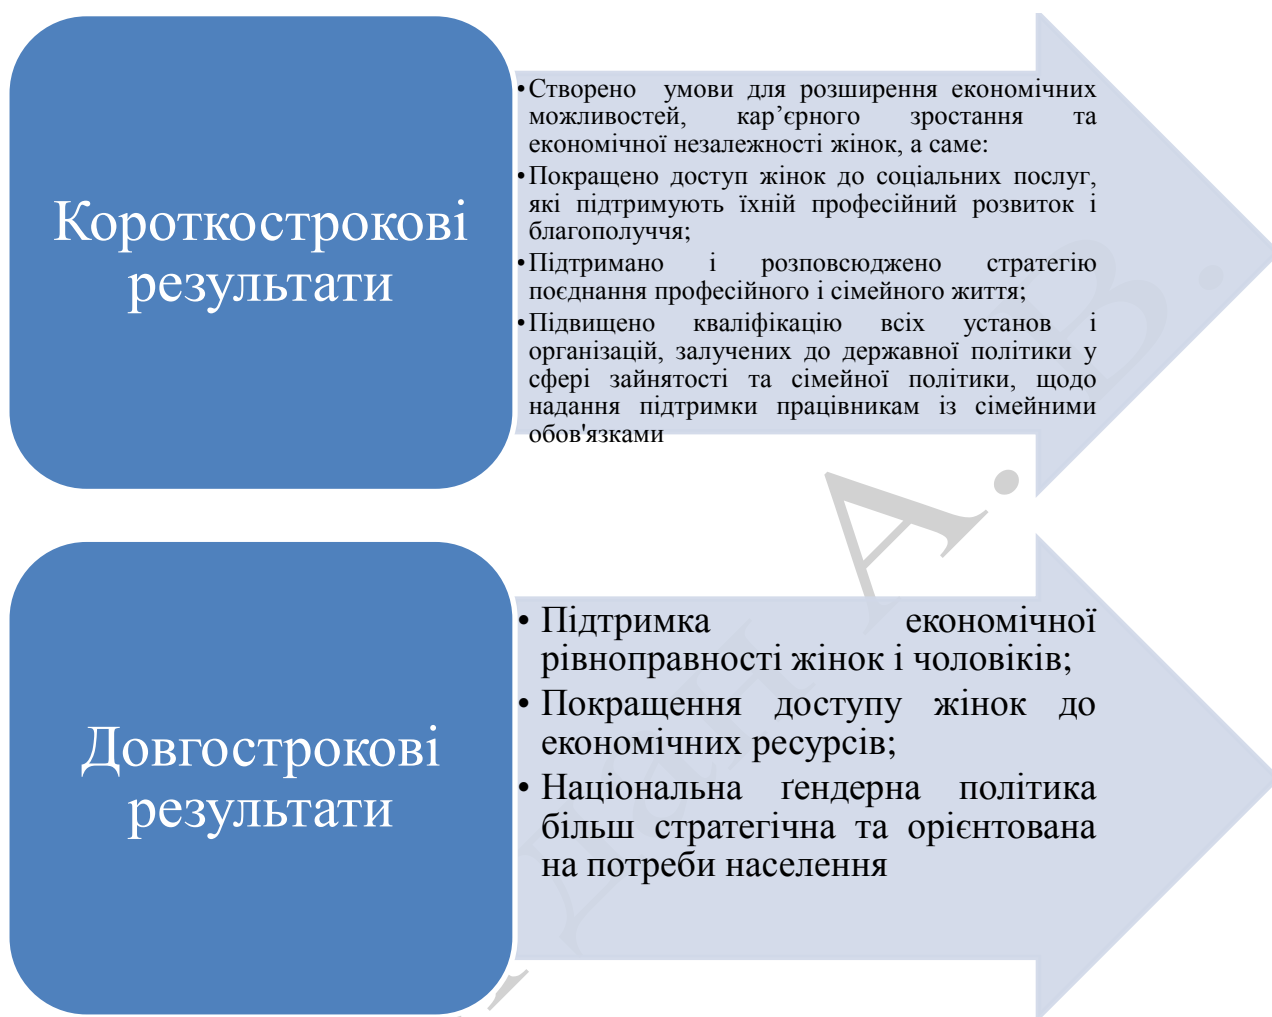 Короткострокові
результати
•Створено умови для розширення економічних
можливостей, кар’єрного зростання та
економічної незалежності жінок, а саме:
•Покращено доступ жінок до соціальних послуг,
які підтримують їхній професійний розвиток і
благополуччя;
•Підтримано і розповсюджено стратегію
поєднання професійного і сімейного життя;
•Підвищено кваліфікацію всіх установ і
організацій, залучених до державної політики у
сфері зайнятості та сімейної політики, щодо
надання підтримки працівникам із сімейними
обов'язками
Довгострокові
результати
• Підтримка економічної
рівноправності жінок і чоловіків;
• Покращення доступу жінок до
економічних ресурсів;
• Національна ґендерна політика
більш стратегічна та орієнтована
на потреби населення